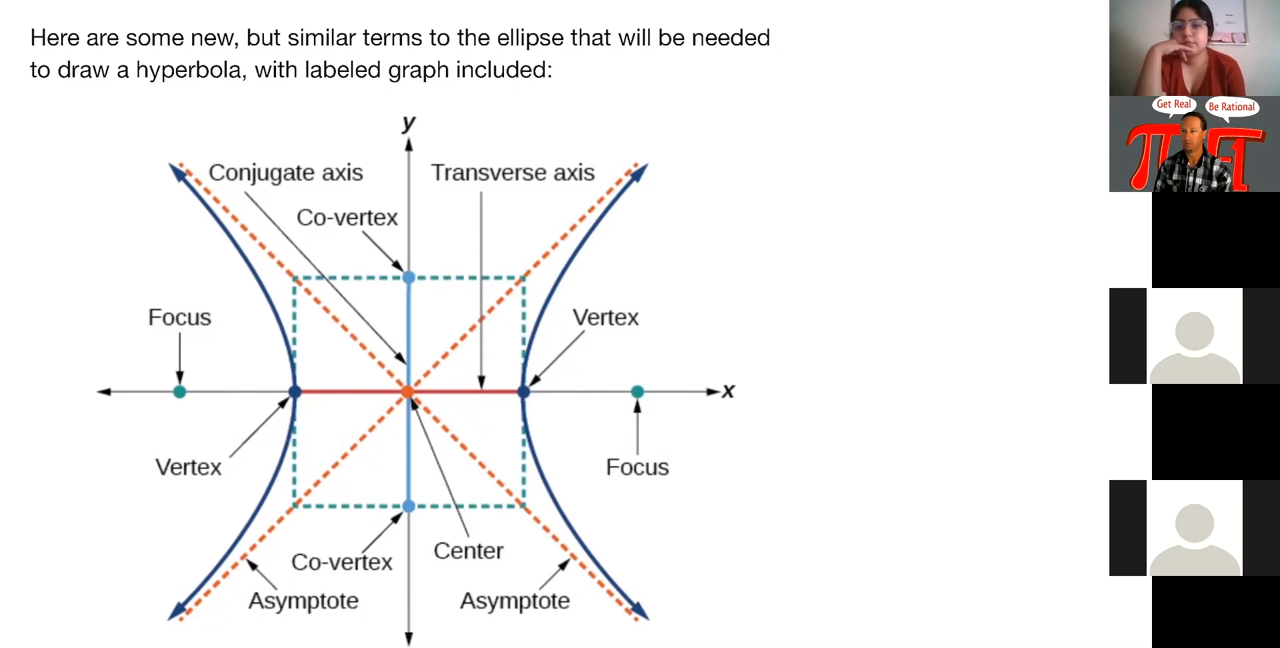 Here are some new, but similar terms to the ellipse that will be needed
to draw a hyperbola, with labeled graph included:
Get Real
Be Rational
y
Conjugate axis
Transverse axis
Co-vertex
Focus
Vertex
x
Vertex
Focus
Center
Co-vertex
Asymptote
Asymptote